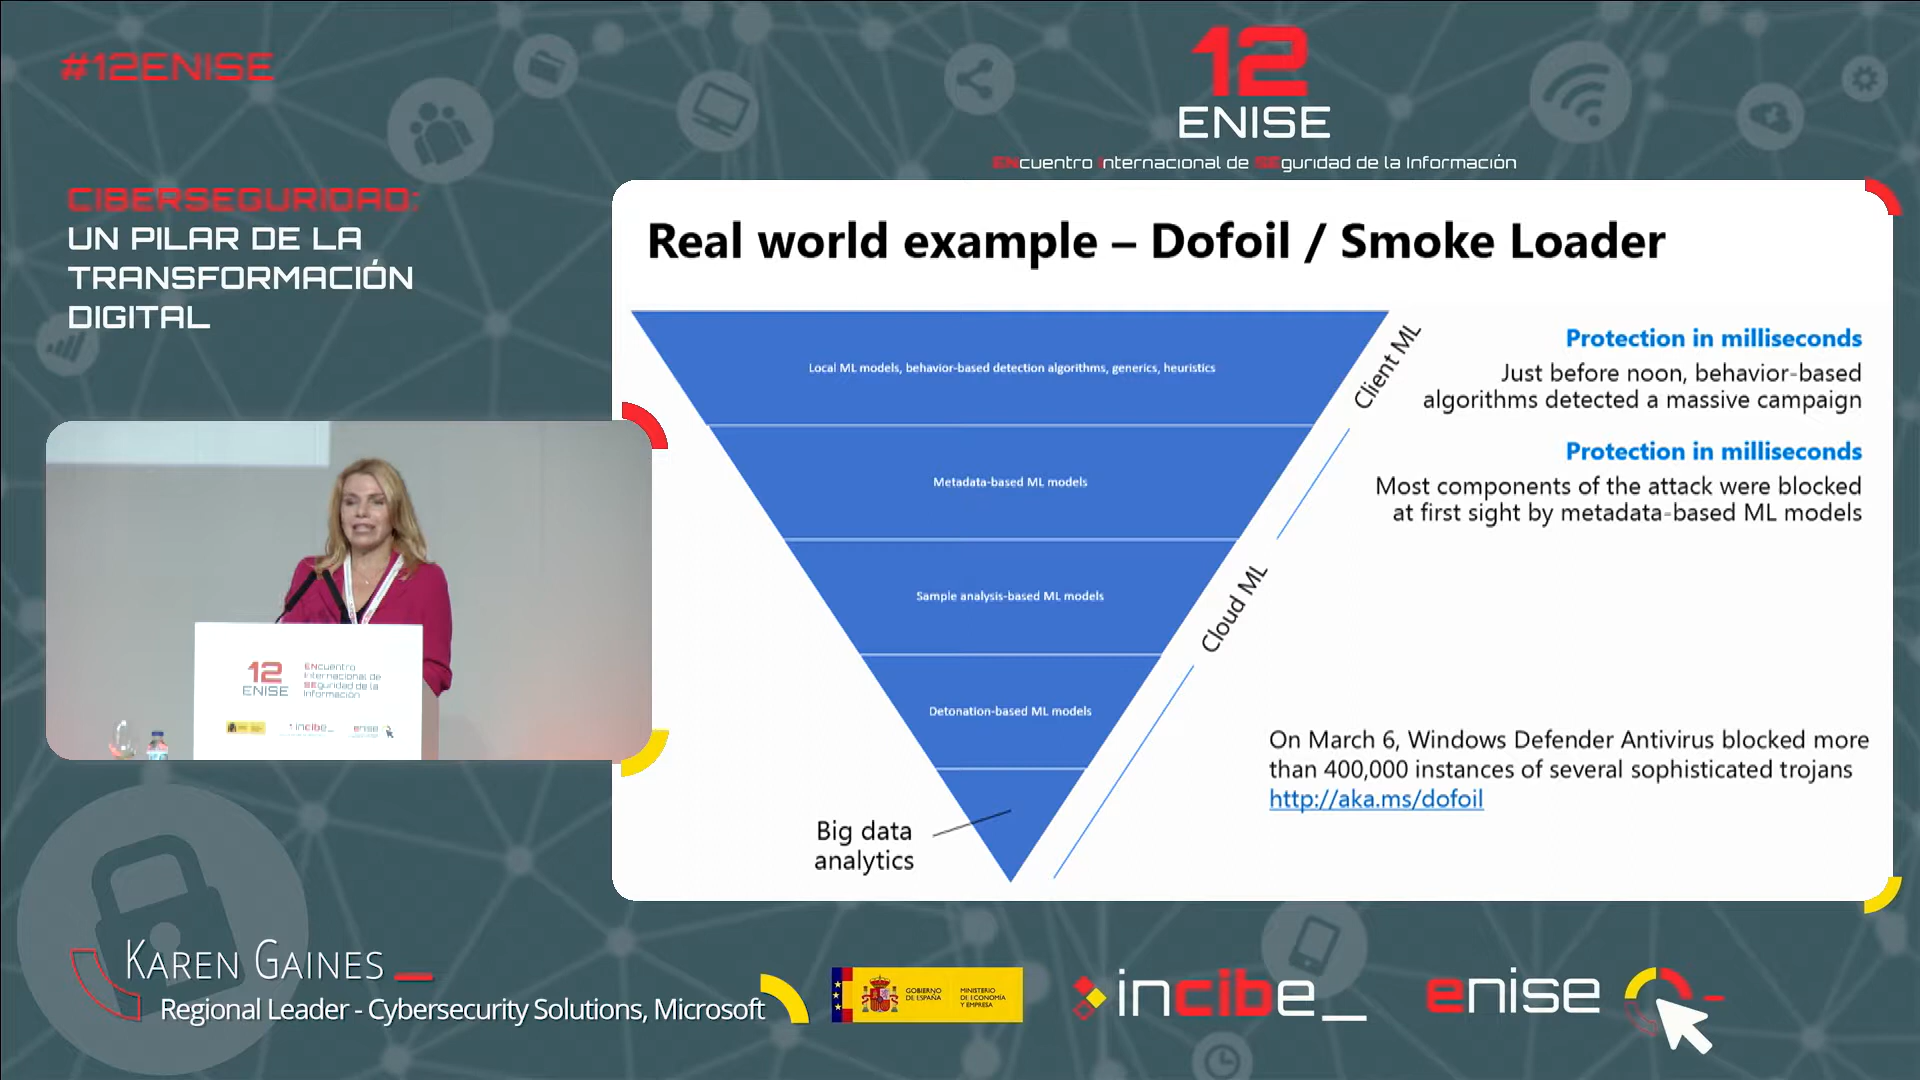 #12ENISE
12
ENISE
ENcuentro Internacional de SEguridad de la Información
CIBERSEGURIDAD:
UN PILAR DE LA
TRANSFORMACIÓN
DIGITAL
Real world example – Dofoil / Smoke Loader
Local ML models, behavior-based detection algorithms, generics, heuristics
Metadata-based ML models
Sample analysis-based ML models
Detonation-based ML models
Big data
analytics
Client ML
Cloud ML
Protection in milliseconds
Just before noon, behavior-based
algorithms detected a massive campaign
Protection in milliseconds
Most components of the attack were blocked
at first sight by metadata-based ML models
On March 6, Windows Defender Antivirus blocked more
than 400,000 instances of several sophisticated trojans
http://aka.ms/dofoil
12
ENISE
ENcuentro
Internacional de
SEguridad de la
Información
incibe_
enise
KAREN GAINES
Regional Leader - Cybersecurity Solutions, Microsoft
GOBIERNO
DE ESPAÑA
MINISTERIO
DE ECONOMÍA
Y EMPRESA
incibe_
enise